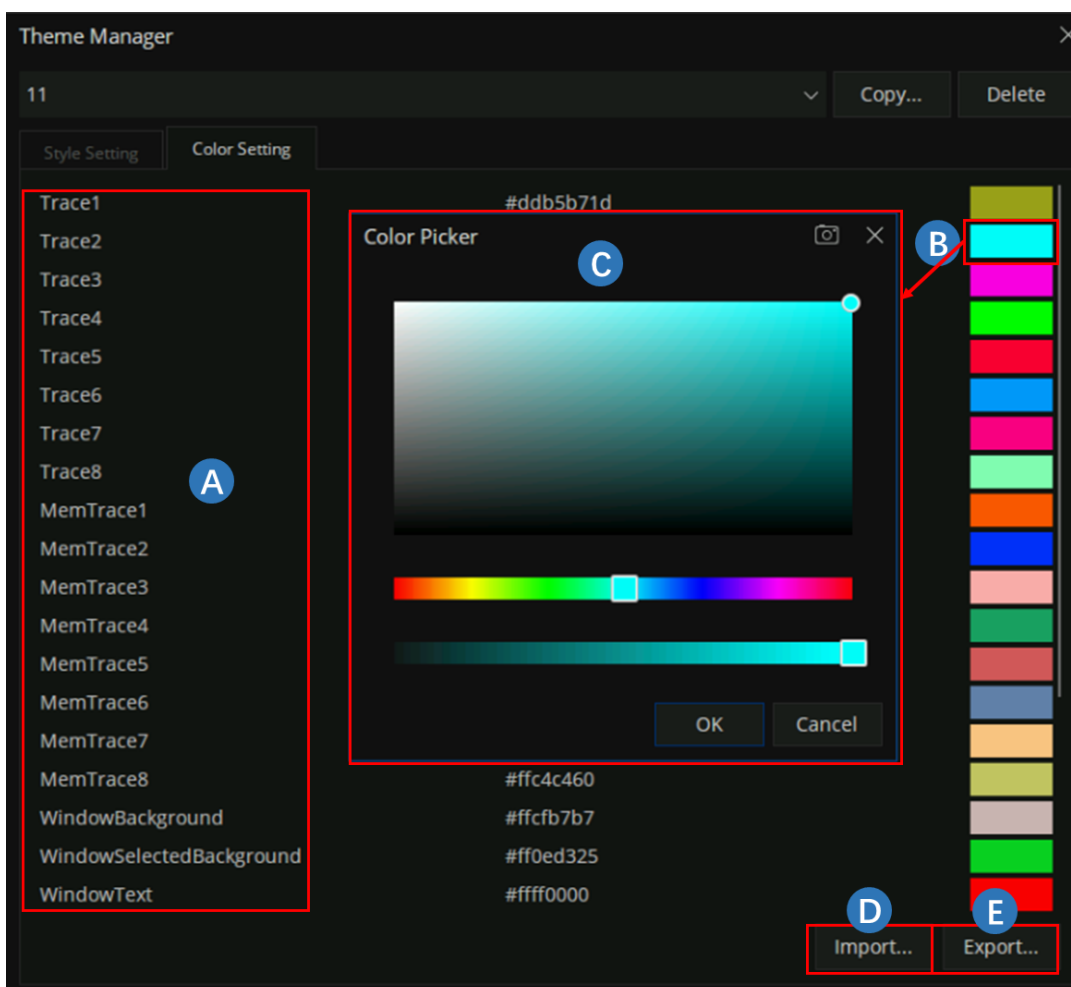 Theme Manager
11
Copy...
Delete
Style Setting
Color Setting
Trace1
#ddb5b71d
Trace2
Color Picker
B
C
Trace3
Trace4
Trace5
Trace6
Trace7
Trace8
A
MemTrace1
MemTrace2
MemTrace3
MemTrace4
MemTrace5
MemTrace6
OK
Cancel
MemTrace7
MemTrace8
#ffc4c460
WindowBackground
#ffcfb7b7
WindowSelectedBackground
#ff0ed325
WindowText
#ffff0000
D
E
Import...
Export...